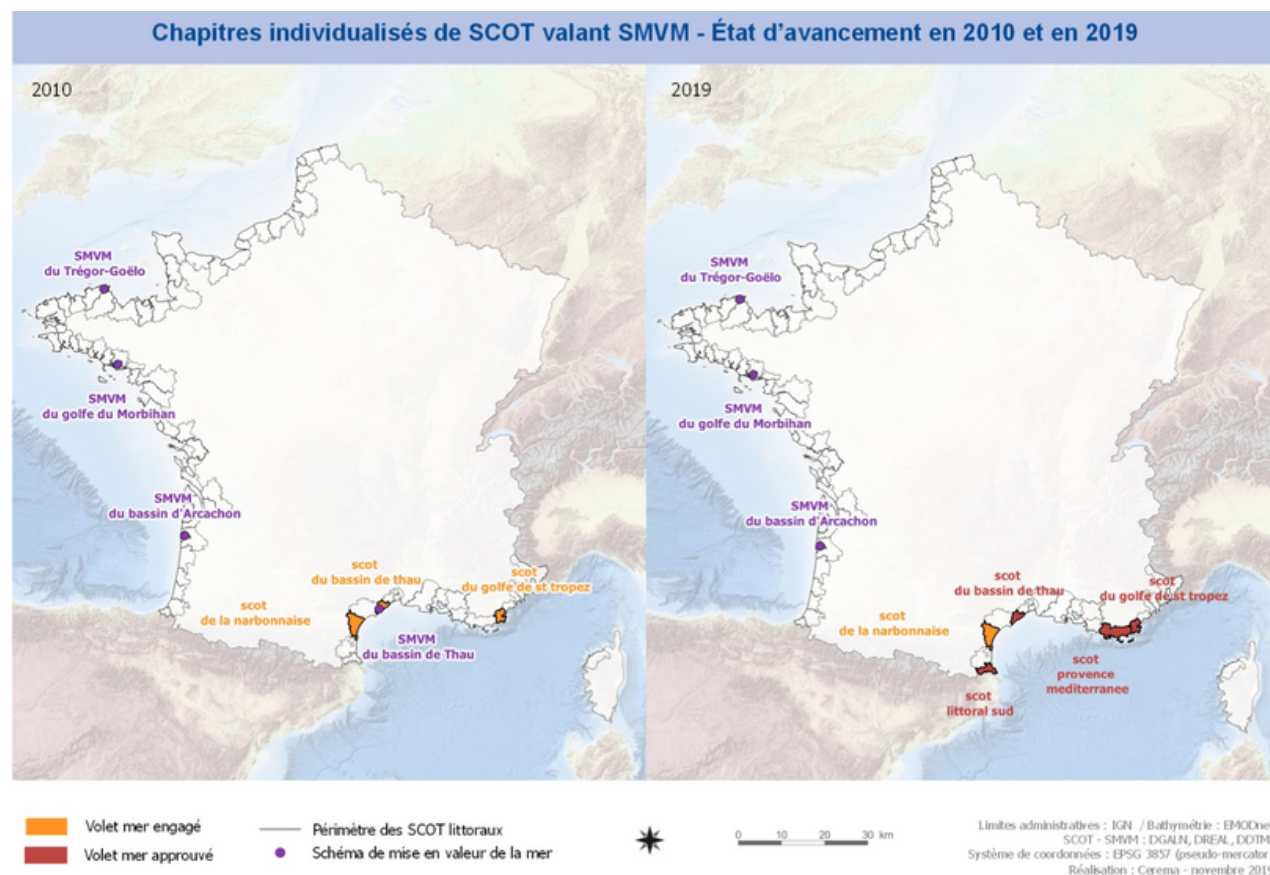 Chapitres individualisés de SCOT valant SMVM - État d'avancement en 2010 et en 2019
2010
SMVM
du Trégor-Goëlo
SMVM
du golfe du Morbihan
SMVM
du bassin d'Arcachon
scot
du bassin de thau
scot
du golfe de st tropez
scot
de la narbonnaise
SMVM
du bassin de Thau
2019
SMVM
du Trégor-Goëlo
SMVM
du golfe du Morbihan
SMVM
du bassin d'Arcachon
scot
du bassin de thau
scot
du golfe de st tropez
scot
de la narbonnaise
scot
provence
mediterranee
scot
littoral sud
Volet mer engagé
Volet mer approuvé
Périmètre des SCOT littoraux
Schéma de mise en valeur de la mer
0 10 20 30 km
Limites administratives : IGN / Bathymétrie : EMODne
SCOT - SMVM : DGALN, DREAL, DDTM
Système de coordonnées : EPSG 3857 (pseudo-mercator
Réalisation : Cerema - novembre 2019